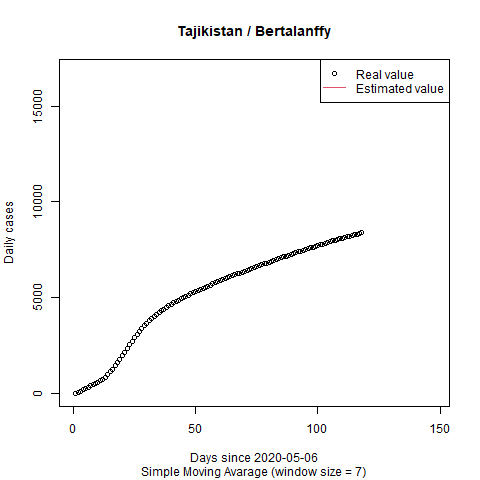 Tajikistan / Bertalanffy
Real value
Estimated value
Daily cases
15000
10000
5000
0
0 50 100 150
Days since 2020-05-06
Simple Moving Avarage (window size = 7)